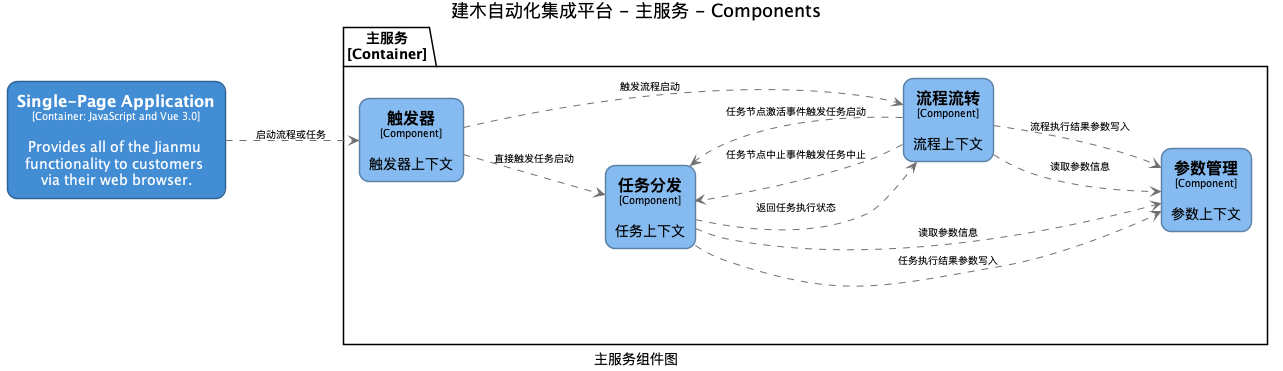 建木自动化集成平台 – 主服务 – Components
主服务
[Container]
Single-Page Application
[Container: JavaScript and Vue 3.0]
Provides all of the Jianmu
functionality to customers
via their web browser.
启动流程或任务
触发器
[Component]
触发器上下文
触发流程启动
直接触发任务启动
任务分发
[Component]
任务上下文
任务节点激活事件触发任务启动
任务节点中止事件触发任务中止
返回任务执行状态
流程流转
[Component]
流程上下文
流程执行结果参数写入
读取参数信息
读取参数信息
任务执行结果参数写入
参数管理
[Component]
参数上下文
主服务组件图